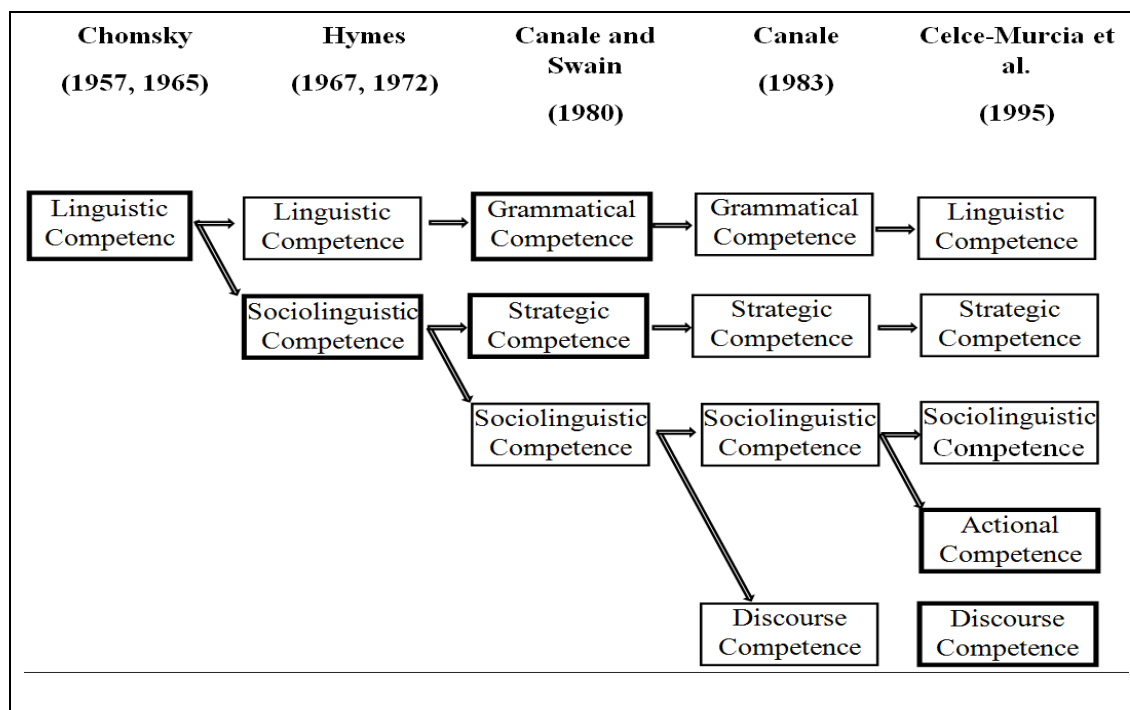 Chomsky
(1957, 1965)
Hymes
(1967, 1972)
Canale and
Swain
(1980)
Canale
(1983)
Celce-Murcia et
al.
(1995)
Linguistic
Competenc
Linguistic
Competence
Grammatical
Competence
Grammatical
Competence
Linguistic
Competence
Sociolinguistic
Competence
Strategic
Competence
Strategic
Competence
Strategic
Competence
Sociolinguistic
Competence
Sociolinguistic
Competence
Sociolinguistic
Competence
Actional
Competence
Discourse
Competence
Discourse
Competence